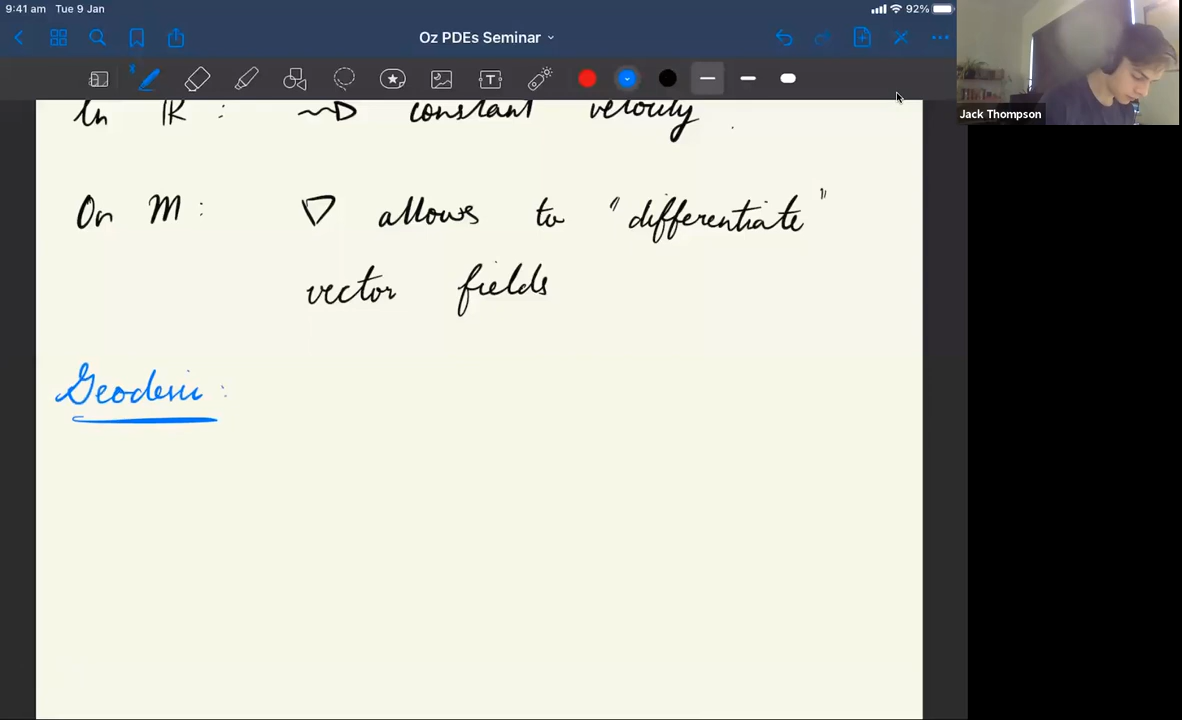 9:41 am Tue 9 Jan
92%
Oz PDEs Seminar
Jack Thompson
In ℝ : ⇝ constant velocity.
On M : ∇ allows to "differentiate"
vector fields
Geodesic :